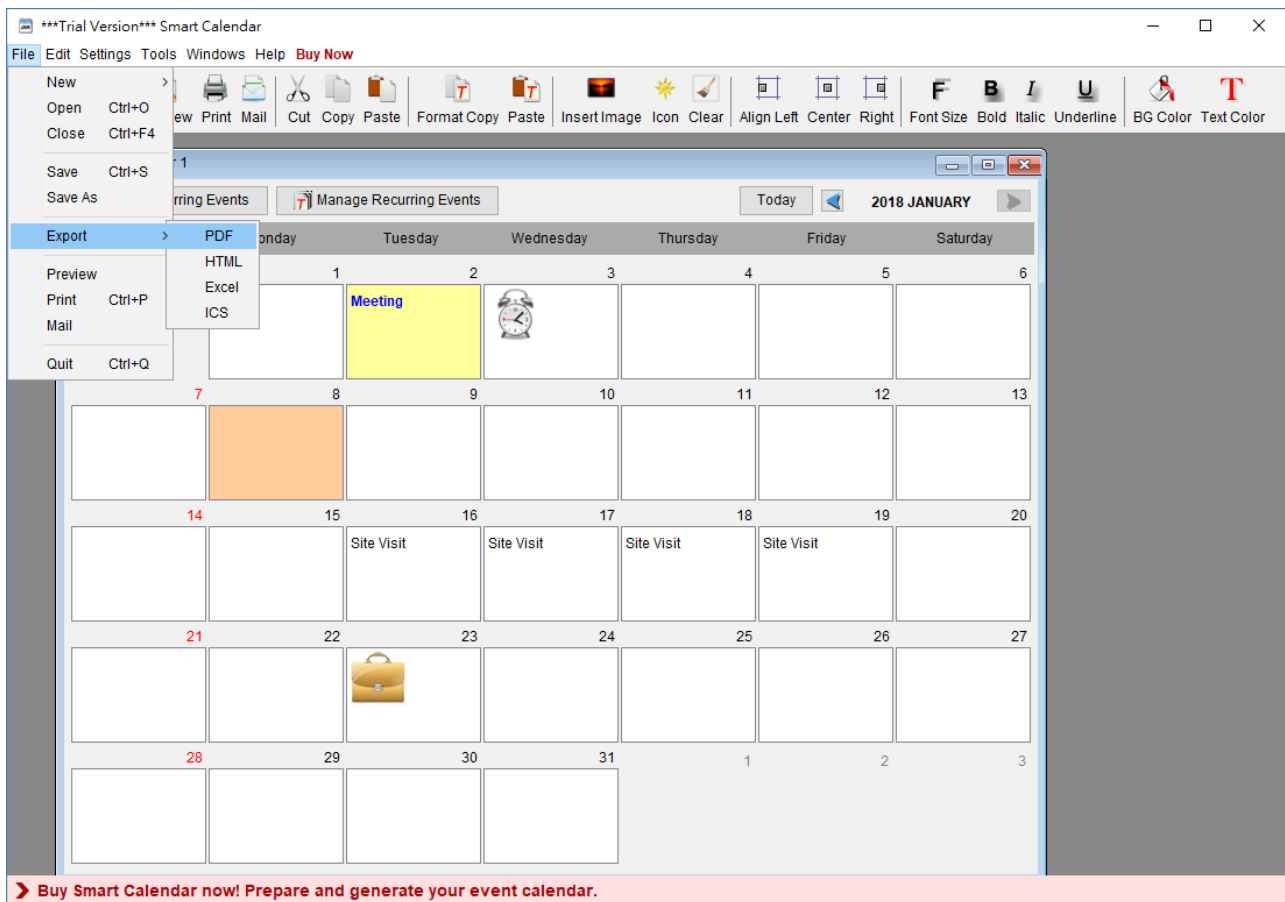 ***Trial Version*** Smart Calendar
File Edit Settings Tools Windows Help Buy Now
New
Open Ctrl+O
Close Ctrl+F4
Save Ctrl+S
Save As
Export
Preview
Print Ctrl+P
Mail
Quit Ctrl+Q
PDF
HTML
Excel
ICS
ew Print Mail Cut Copy Paste Format Copy Paste Insert Image Icon Clear Align Left Center Right Font Size Bold Italic Underline BG Color Text Color
r 1
rring Events Manage Recurring Events Today 2018 JANUARY
onday Tuesday Wednesday Thursday Friday Saturday
1 2 3 4 5 6
Meeting
7 8 9 10 11 12 13
14 15 16 17 18 19 20
Site Visit Site Visit Site Visit Site Visit
21 22 23 24 25 26 27
28 29 30 31 1 2 3
Buy Smart Calendar now! Prepare and generate your event calendar.